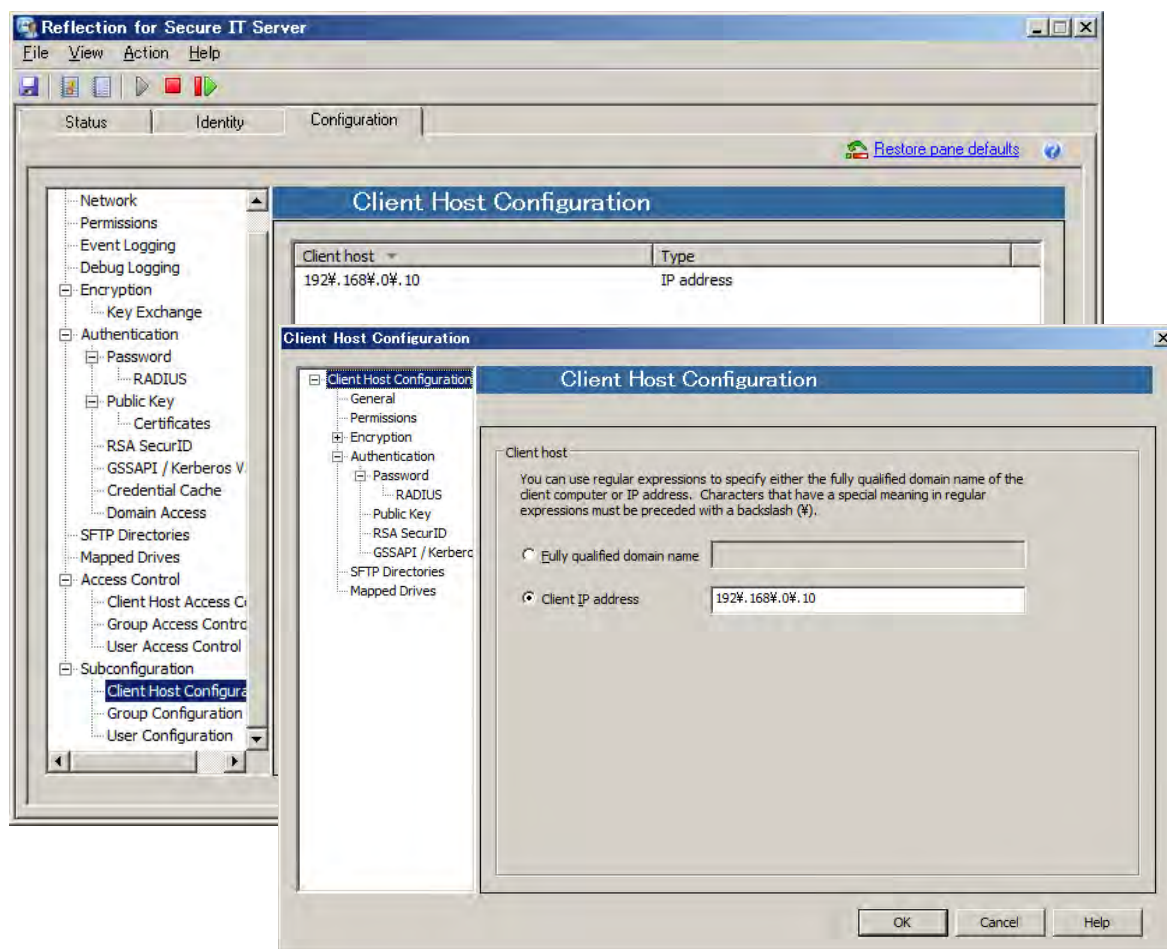 Reflection for Secure IT Server
File View Action Help
Status Identity Configuration
Restore pane defaults
Network
Permissions
Event Logging
Debug Logging
Encryption
Key Exchange
Authentication
Password
RADIUS
Public Key
Certificates
RSA SecurID
GSSAPI / Kerberos V
Credential Cache
Domain Access
SFTP Directories
Mapped Drives
Access Control
Client Host Access C
Group Access Contro
User Access Control
Subconfiguration
Client Host Configura
Group Configuration
User Configuration
Client Host Configuration
Client host Type
192¥.168¥.0¥.10 IP address
Client Host Configuration
Client Host Configuration
General
Permissions
Encryption
Authentication
Password
RADIUS
Public Key
RSA SecurID
GSSAPI / Kerberc
SFTP Directories
Mapped Drives
Client Host Configuration
Client host
You can use regular expressions to specify either the fully qualified domain name of the
client computer or IP address. Characters that have a special meaning in regular
expressions must be preceded with a backslash (¥).
Fully qualified domain name
Client IP address 192¥.168¥.0¥.10
OK Cancel Help